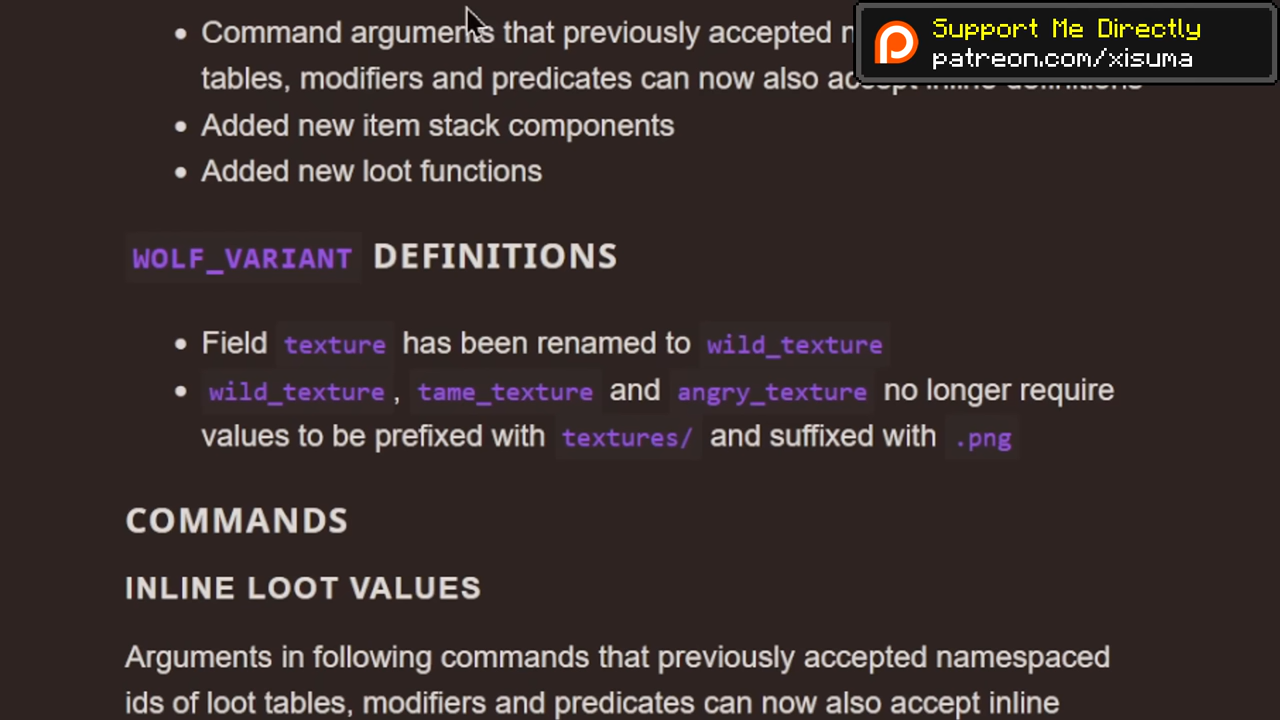 Command arguments that previously accepted
tables, modifiers and predicates can now also accept inline definitions
Added new item stack components
Added new loot functions
WOLF_VARIANT DEFINITIONS
Field texture has been renamed to wild_texture
wild_texture, tame_texture and angry_texture no longer require
values to be prefixed with textures/ and suffixed with .png
COMMANDS
INLINE LOOT VALUES
Arguments in following commands that previously accepted namespaced
ids of loot tables, modifiers and predicates can now also accept inline
Support Me Directly
patreon.com/xisuma